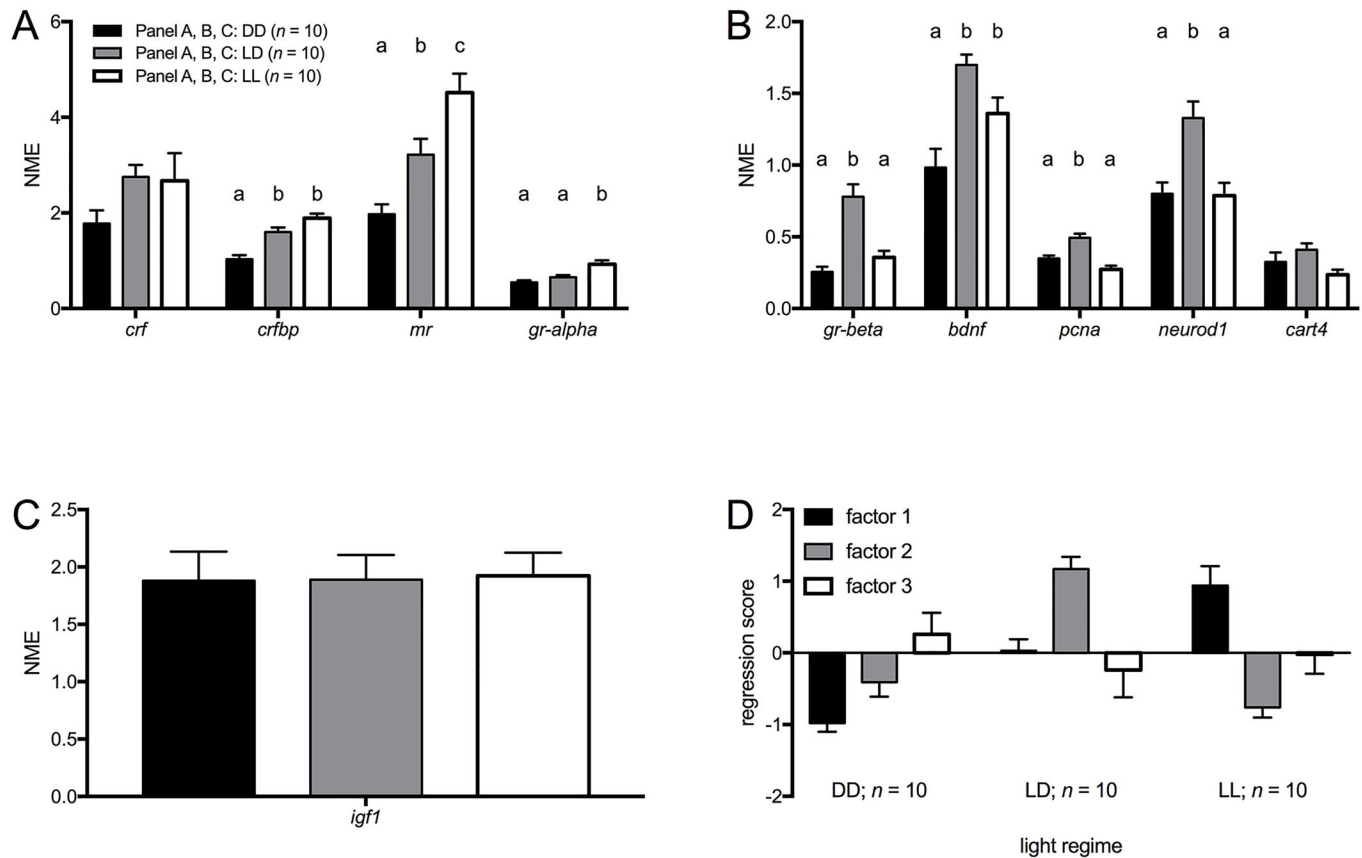 A
Panel A, B, C: DD (n = 10)
Panel A, B, C: LD (n = 10)
Panel A, B, C: LL (n = 10)
NME
6
4
2
0
a b b
a b c
a a b
crf crfbp mr gr-alpha
B
NME
2.0
1.5
1.0
0.5
0.0
a b a
a b b
a b a
a b a
gr-beta bdnf pcna neurod1 cart4
C
NME
2.5
2.0
1.5
1.0
0.5
0.0
igf1
D
factor 1
factor 2
factor 3
regression score
2
1
0
-1
-2
DD; n = 10 LD; n = 10 LL; n = 10
light regime